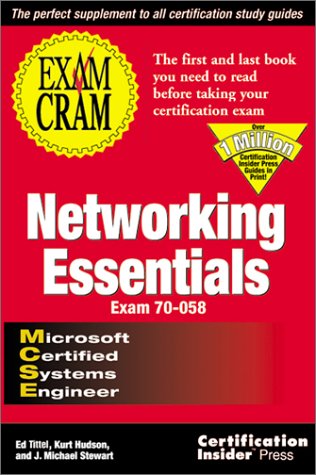 The perfect supplement to all certification study guides
EXAM
CRAM
The first and last book
you need to read
before taking your
certification exam
Over
1 Million
Certification
Insider Press
Guides in
Print!
Networking
Essentials
Exam 70-058
Microsoft
Certified
Systems
Engineer
Ed Tittel, Kurt Hudson,
and J. Michael Stewart
Certification
Insider Press